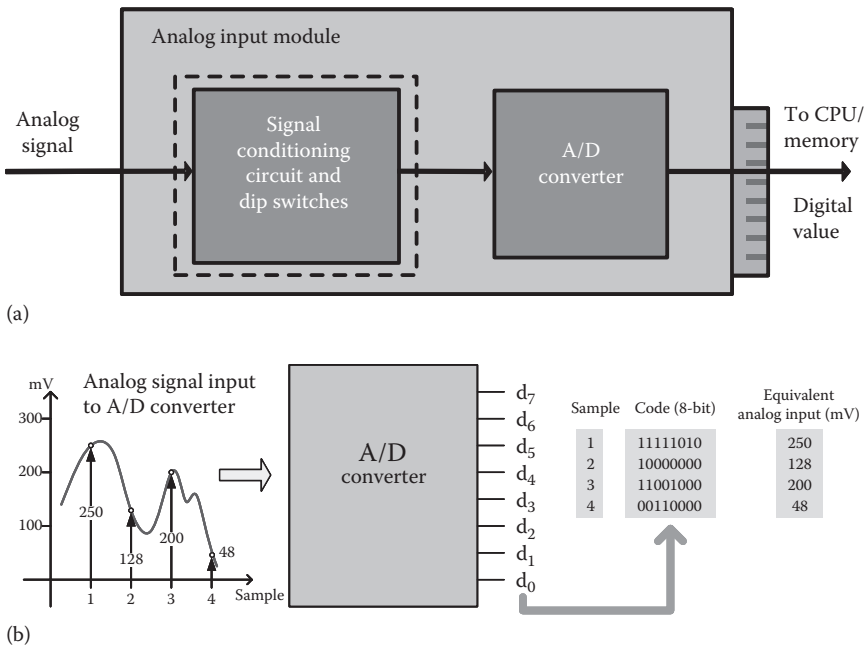 Analog input module
Analog
signal
Signal
conditioning
circuit and
dip switches
A/D
converter
To CPU/
memory
Digital
value
(a)
mV
Analog signal input
to A/D converter
300
200
100
250
128
200
48
1 2 3 4 Sample
A/D
converter
d7
d6
d5
d4
d3
d2
d1
d0
Sample Code (8-bit) Equivalent
analog input (mV)
1 11111010 250
2 10000000 128
3 11001000 200
4 00110000 48
(b)